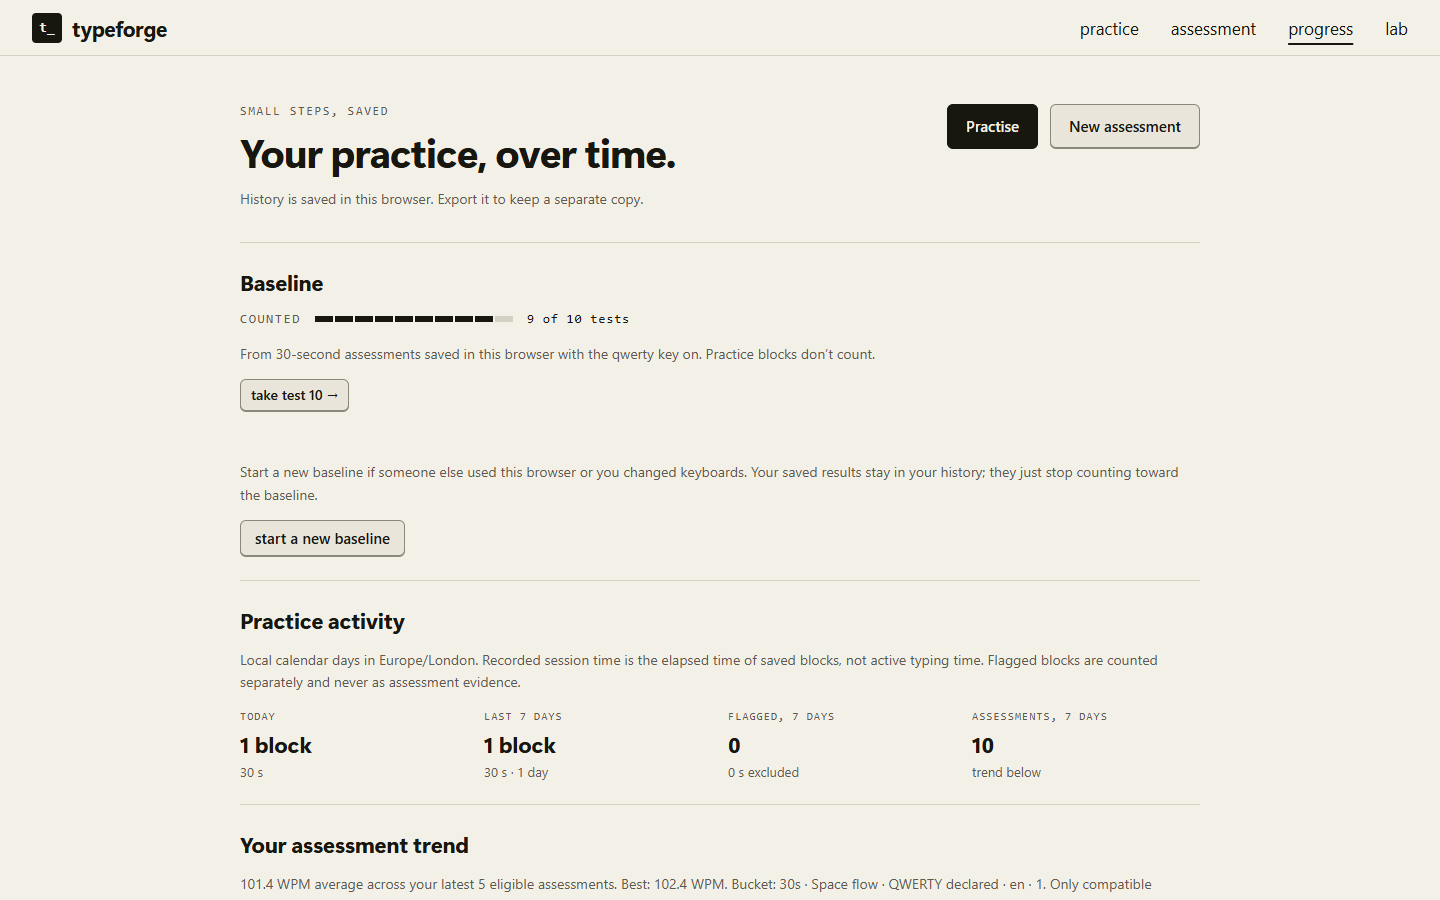 t_ typeforge
practice assessment progress lab
SMALL STEPS, SAVED
Your practice, over time.
History is saved in this browser. Export it to keep a separate copy.
Practise
New assessment
Baseline
COUNTED 9 of 10 tests
From 30-second assessments saved in this browser with the qwerty key on. Practice blocks don't count.
take test 10 →
Start a new baseline if someone else used this browser or you changed keyboards. Your saved results stay in your history; they just stop counting toward
the baseline.
start a new baseline
Practice activity
Local calendar days in Europe/London. Recorded session time is the elapsed time of saved blocks, not active typing time. Flagged blocks are counted
separately and never as assessment evidence.
TODAY
1 block
30 s
LAST 7 DAYS
1 block
30 s · 1 day
FLAGGED, 7 DAYS
0
0 s excluded
ASSESSMENTS, 7 DAYS
10
trend below
Your assessment trend
101.4 WPM average across your latest 5 eligible assessments. Best: 102.4 WPM. Bucket: 30s · Space flow · QWERTY declared · en · 1. Only compatible